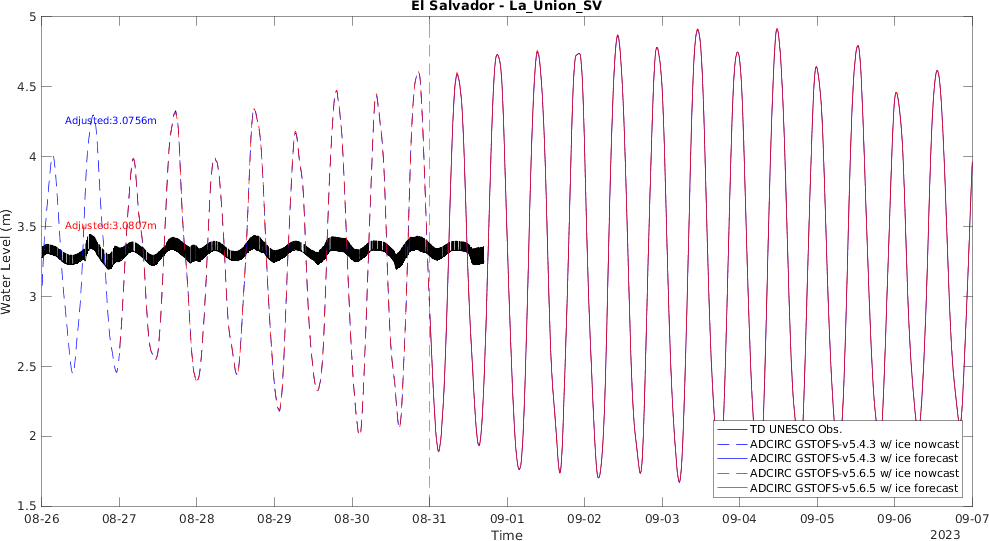 El Salvador - La_Union_SV
5
4.5
4
3.5
3
2.5
2
1.5
Water Level (m)
Adjusted:3.0756m
Adjusted:3.0807m
TD UNESCO Obs.
ADCIRC GSTOFS-v5.4.3 w/ ice nowcast
ADCIRC GSTOFS-v5.4.3 w/ ice forecast
ADCIRC GSTOFS-v5.6.5 w/ ice nowcast
ADCIRC GSTOFS-v5.6.5 w/ ice forecast
08-26 08-27 08-28 08-29 08-30 08-31 09-01 09-02 09-03 09-04 09-05 09-06 09-07
Time
2023